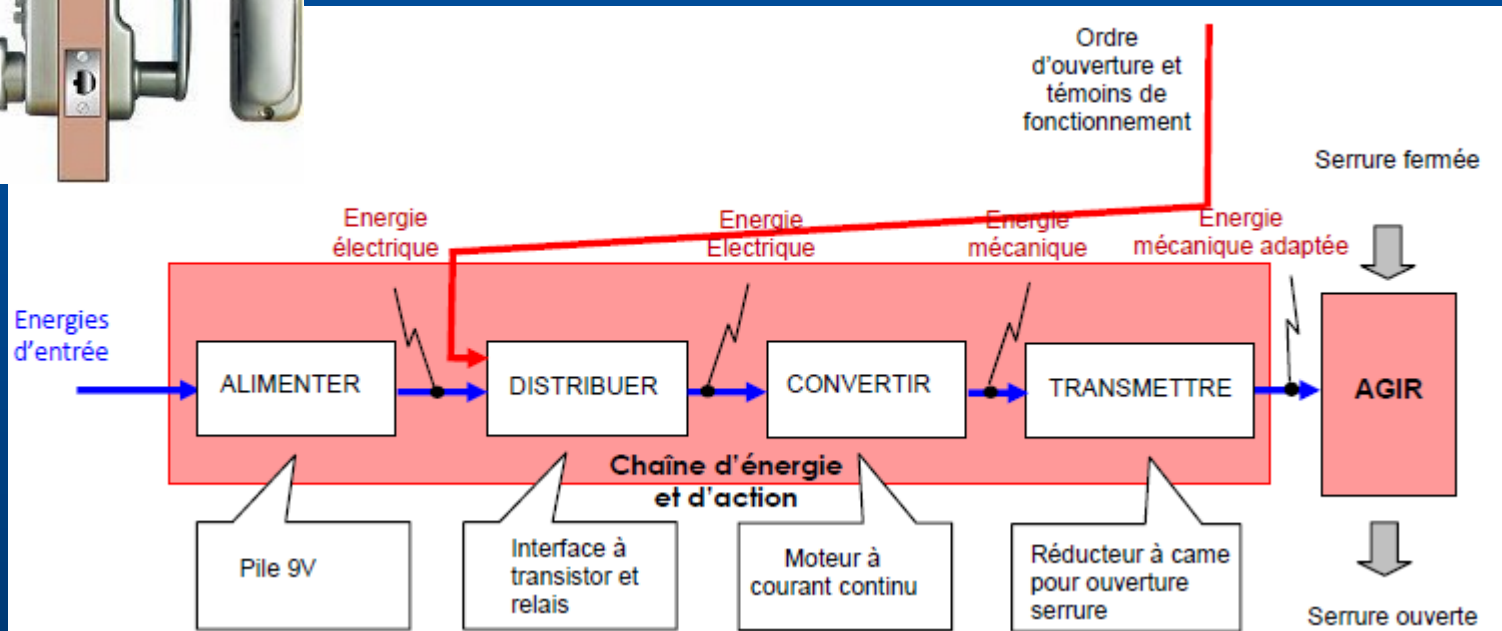 Ordre
d'ouverture et
témoins de
fonctionnement
Serrure fermée
Energie
électrique
Energie
Electrique
Energie
mécanique
Energie
mécanique adaptée
Energies
d'entrée
ALIMENTER
DISTRIBUER
CONVERTIR
TRANSMETTRE
AGIR
Chaîne d'énergie
et d'action
Pile 9V
Interface à
transistor et
relais
Moteur à
courant continu
Réducteur à came
pour ouverture
serrure
Serrure ouverte